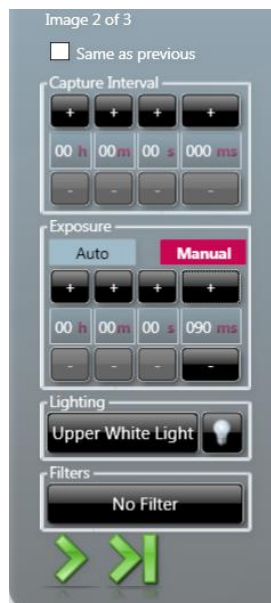 Image 2 of 3
Same as previous
Capture Interval
+ + + +
00 h 00 m 00 s 000 ms
- - - -
Exposure
Auto Manual
+ + + +
00 h 00 m 00 s 090 ms
- - - -
Lighting
Upper White Light
Filters
No Filter